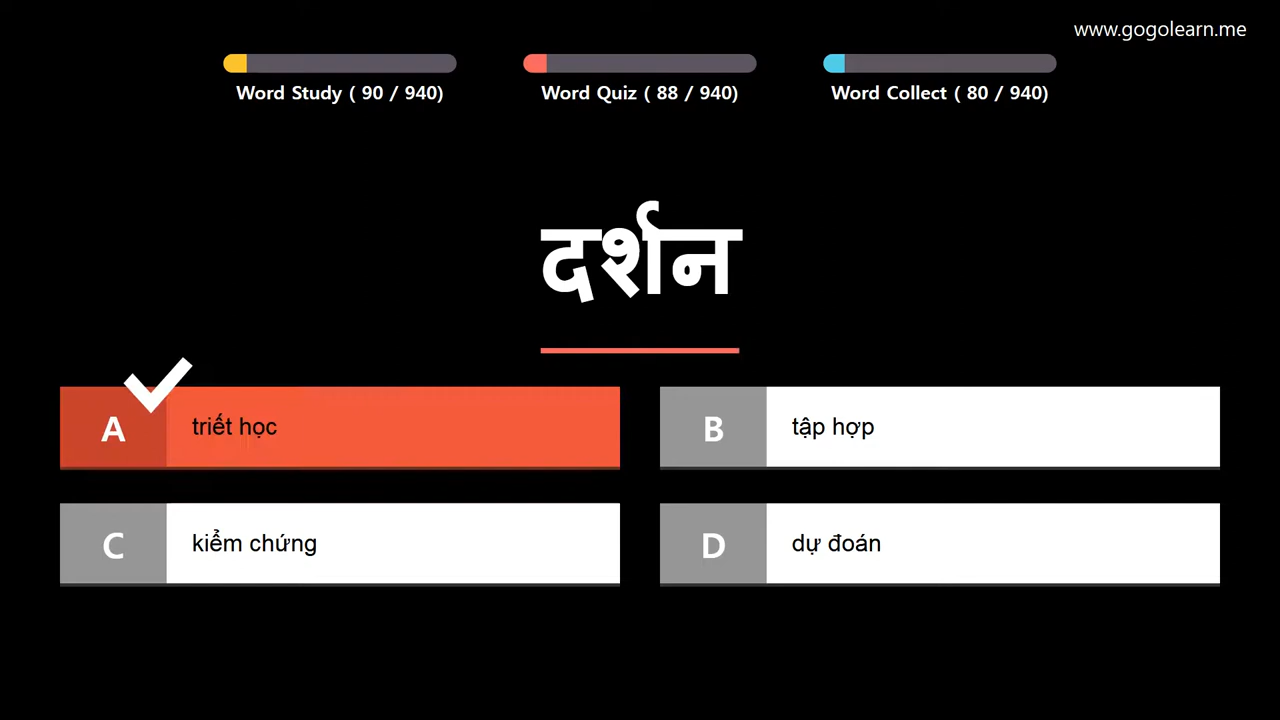 www.gogolearn.me
Word Study ( 90 / 940)
Word Quiz ( 88 / 940)
Word Collect ( 80 / 940)
दर्शन
A triết học
B tập hợp
C kiểm chứng
D dự đoán